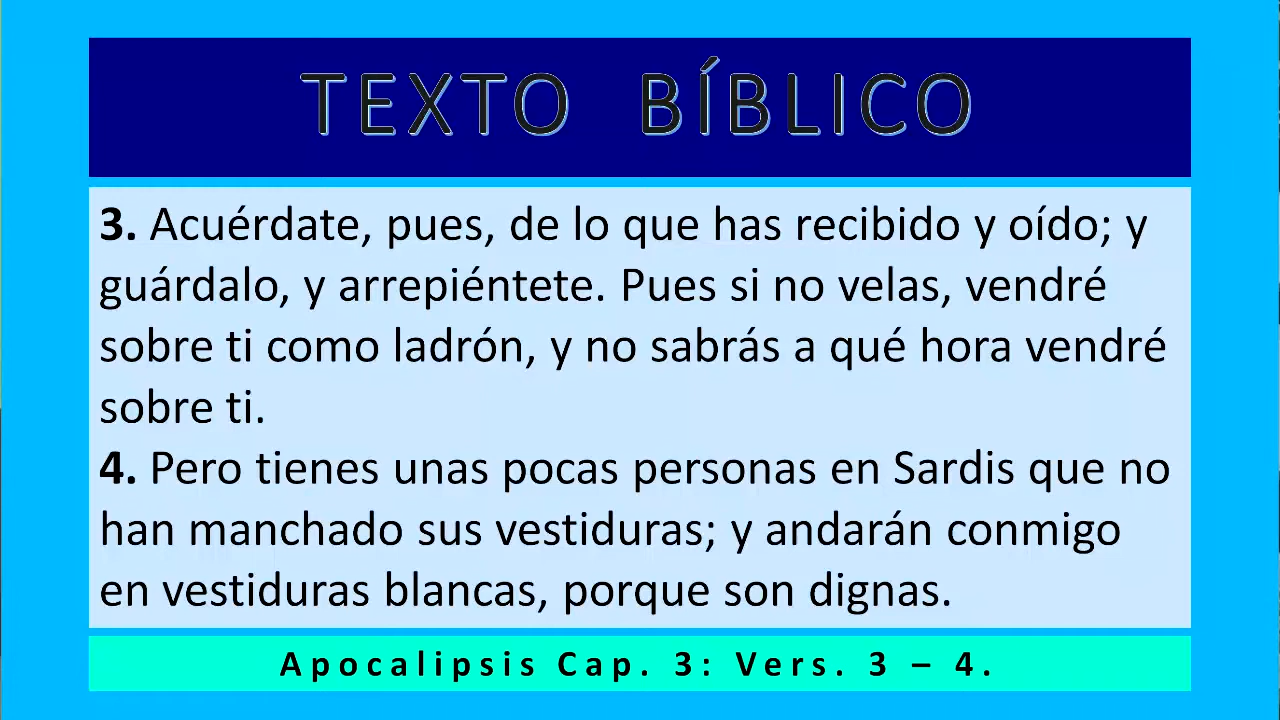 TEXTO BÍBLICO
3. Acuérdate, pues, de lo que has recibido y oído; y
guárdalo, y arrepiéntete. Pues si no velas, vendré
sobre ti como ladrón, y no sabrás a qué hora vendré
sobre ti.
4. Pero tienes unas pocas personas en Sardis que no
han manchado sus vestiduras; y andarán conmigo
en vestiduras blancas, porque son dignas.
Apocalipsis Cap. 3: Vers. 3 – 4.